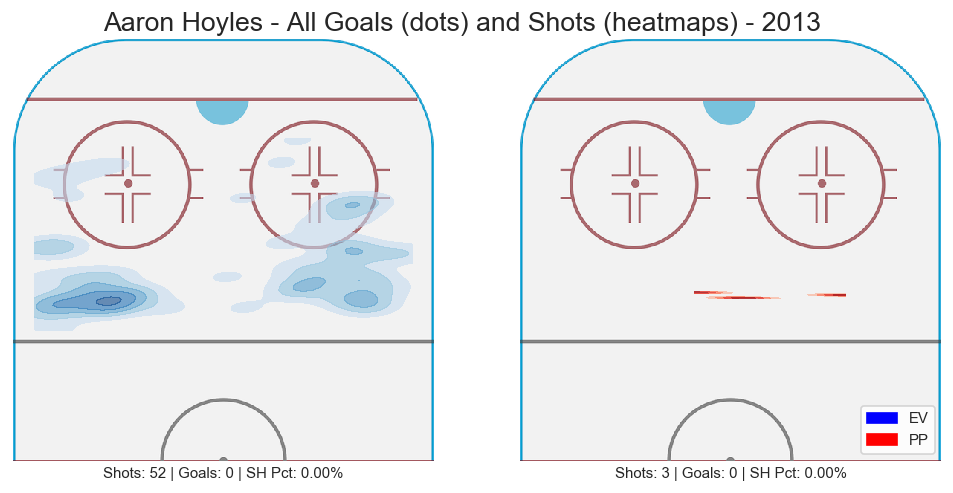 Aaron Hoyles - All Goals (dots) and Shots (heatmaps) - 2013
EV
PP
Shots: 52 | Goals: 0 | SH Pct: 0.00%
Shots: 3 | Goals: 0 | SH Pct: 0.00%